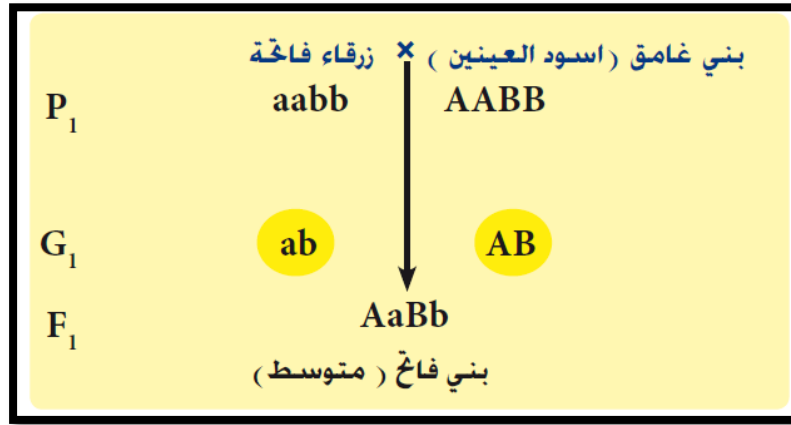 بني غامق (اسود العينين) × زرقاء فاتحة
P1 aabb AABB
G1 ab AB
F1 AaBb
بني فاتح (متوسط)